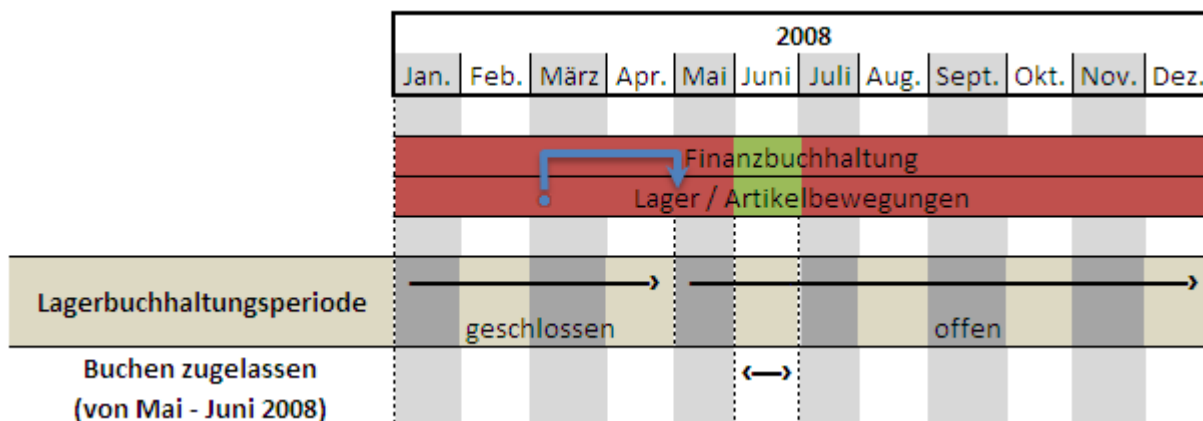 2008
Jan. Feb. März Apr. Mai Juni Juli Aug. Sept. Okt. Nov. Dez.
Finanzbuchhaltung
Lager / Artikelbewegungen
Lagerbuchhaltungsperiode
geschlossen offen
Buchen zugelassen
(von Mai - Juni 2008)